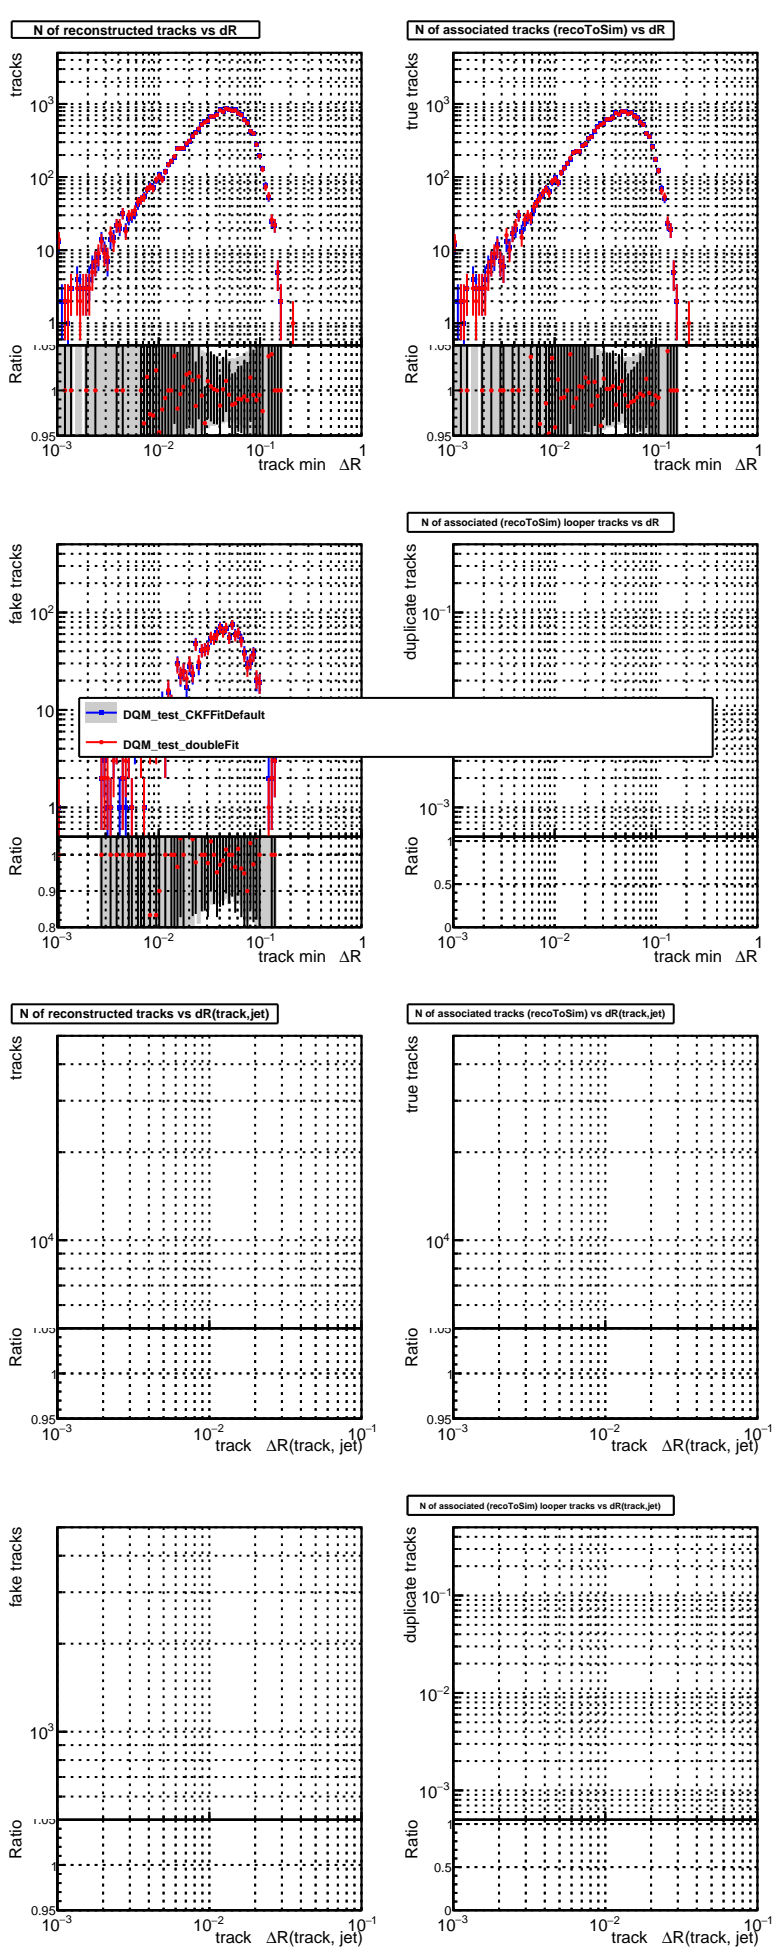 N of reconstructed tracks vs dR
tracks
10³
10²
10
1
1.05
Ratio
1
0.95
10⁻³
10⁻²
10⁻¹
1
track min ΔR
N of associated tracks (recoToSim) vs dR
true tracks
10³
10²
10
1
1.05
Ratio
1
0.95
10⁻³
10⁻²
10⁻¹
1
track min ΔR
fake tracks
10²
10
1
Ratio
1
0.9
0.8
10⁻³
10⁻²
10⁻¹
1
track min ΔR
N of associated (recoToSim) looper tracks vs dR
duplicate tracks
10⁻¹
10⁻³
Ratio
1
0.5
0
10⁻³
10⁻²
10⁻¹
1
track min ΔR
DQM_test_CKFFitDefault
DQM_test_doubleFit
N of reconstructed tracks vs dR(track,jet)
tracks
10⁴
1.05
Ratio
1
0.95
10⁻³
10⁻²
10⁻¹
track ΔR(track, jet)
N of associated tracks (recoToSim) vs dR(track,jet)
true tracks
10⁴
1.05
Ratio
1
0.95
10⁻³
10⁻²
10⁻¹
track ΔR(track, jet)
fake tracks
10³
1.05
Ratio
1
0.95
10⁻³
10⁻²
10⁻¹
track ΔR(track, jet)
N of associated (recoToSim) looper tracks vs dR(track,jet)
duplicate tracks
10⁻¹
10⁻²
10⁻³
Ratio
1
0.5
0
10⁻³
10⁻²
10⁻¹
track ΔR(track, jet)